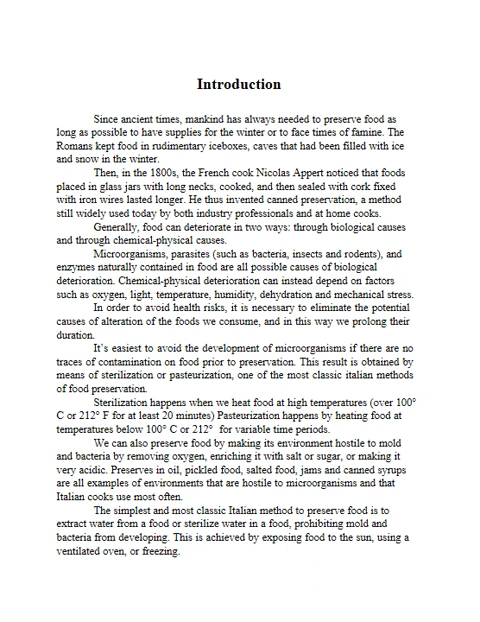 Introduction
Since ancient times, mankind has always needed to preserve food as
long as possible to have supplies for the winter or to face times of famine. The
Romans kept food in rudimentary iceboxes, caves that had been filled with ice
and snow in the winter.
Then, in the 1800s, the French cook Nicolas Appert noticed that foods
placed in glass jars with long necks, cooked, and then sealed with cork fixed
with iron wires lasted longer. He thus invented canned preservation, a method
still widely used today by both industry professionals and at home cooks.
Generally, food can deteriorate in two ways: through biological causes
and through chemical-physical causes.
Microorganisms, parasites (such as bacteria, insects and rodents), and
enzymes naturally contained in food are all possible causes of biological
deterioration. Chemical-physical deterioration can instead depend on factors
such as oxygen, light, temperature, humidity, dehydration and mechanical stress.
In order to avoid health risks, it is necessary to eliminate the potential
causes of alteration of the foods we consume, and in this way we prolong their
duration.
It's easiest to avoid the development of microorganisms if there are no
traces of contamination on food prior to preservation. This result is obtained by
means of sterilization or pasteurization, one of the most classic italian methods
of food preservation.
Sterilization happens when we heat food at high temperatures (over 100°
C or 212° F for at least 20 minutes) Pasteurization happens by heating food at
temperatures below 100° C or 212° for variable time periods.
We can also preserve food by making its environment hostile to mold
and bacteria by removing oxygen, enriching it with salt or sugar, or making it
very acidic. Preserves in oil, pickled food, salted food, jams and canned syrups
are all examples of environments that are hostile to microorganisms and that
Italian cooks use most often.
The simplest and most classic Italian method to preserve food is to
extract water from a food or sterilize water in a food, prohibiting mold and
bacteria from developing. This is achieved by exposing food to the sun, using a
ventilated oven, or freezing.